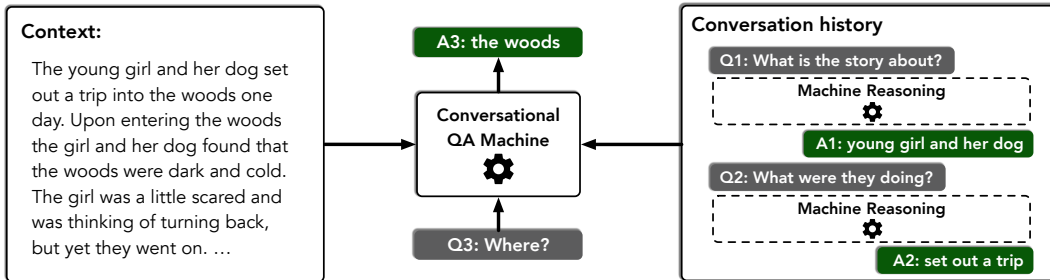 Context:
The young girl and her dog set
out a trip into the woods one
day. Upon entering the woods
the girl and her dog found that
the woods were dark and cold.
The girl was a little scared and
was thinking of turning back,
but yet they went on. …
A3: the woods
Conversational
QA Machine
Q3: Where?
Conversation history
Q1: What is the story about?
Machine Reasoning
A1: young girl and her dog
Q2: What were they doing?
Machine Reasoning
A2: set out a trip